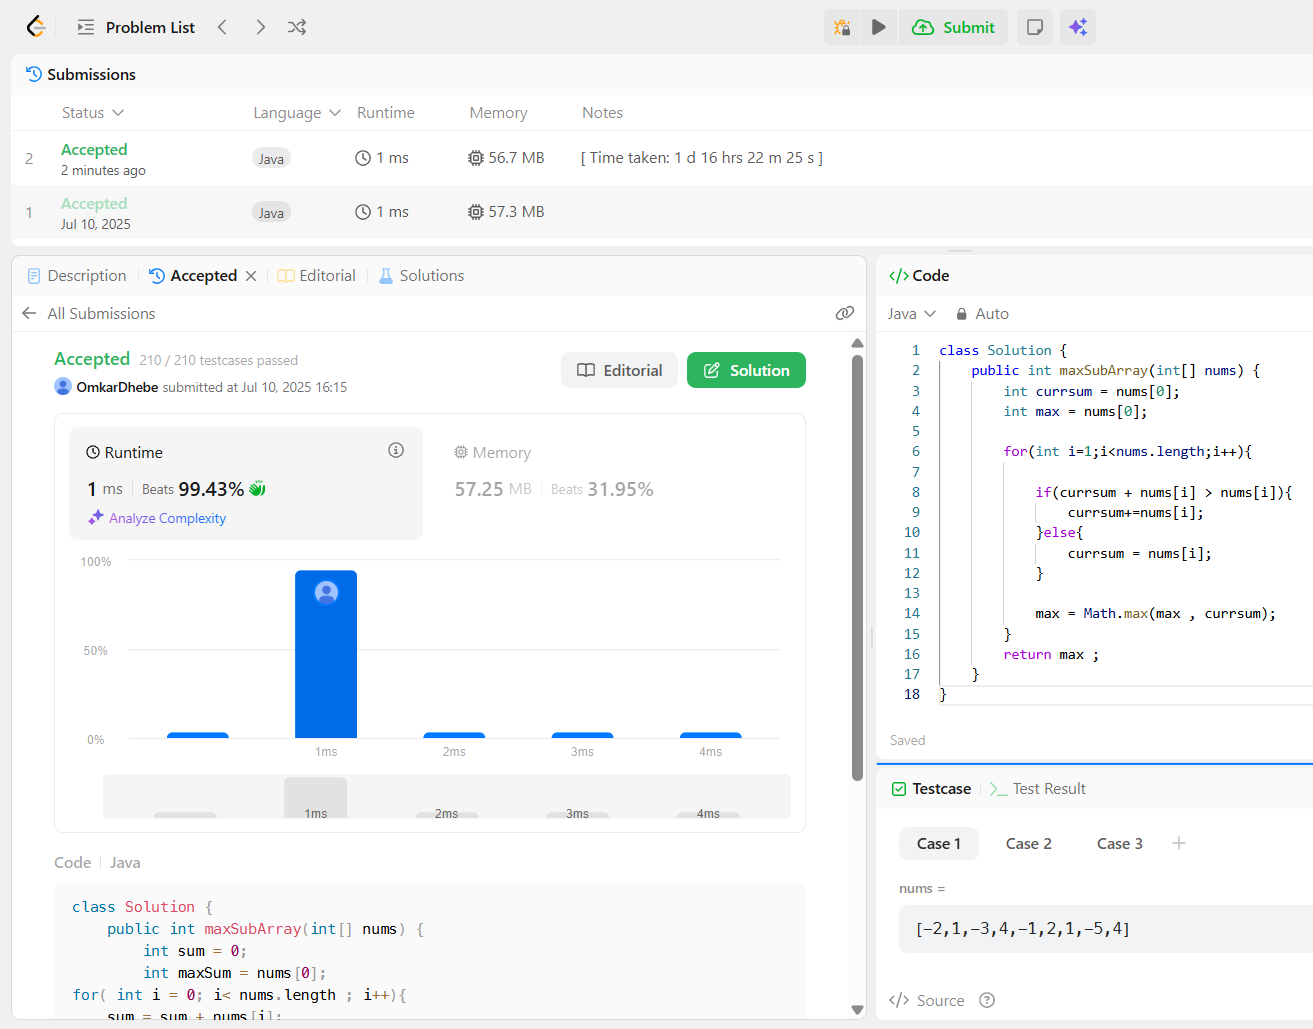 Problem List
Submit
Submissions
Status Language Runtime Memory Notes
2 Accepted Java 1 ms 56.7 MB [ Time taken: 1 d 16 hrs 22 m 25 s ]
2 minutes ago
1 Accepted Java 1 ms 57.3 MB
Jul 10, 2025
Description Accepted Editorial Solutions
All Submissions
Accepted 210 / 210 testcases passed
OmkarDhebe submitted at Jul 10, 2025 16:15
Editorial Solution
Runtime
1 ms Beats 99.43%
Analyze Complexity
Memory
57.25 MB Beats 31.95%
100%
50%
0%
1ms 2ms 3ms 4ms
1ms 2ms 3ms 4ms
Code Java
class Solution {
public int maxSubArray(int[] nums) {
int sum = 0;
int maxSum = nums[0];
for( int i = 0; i< nums.length ; i++){
sum = sum + nums[i];
Code
Java Auto
1 class Solution {
2 public int maxSubArray(int[] nums) {
3 int currsum = nums[0];
4 int max = nums[0];
5
6 for(int i=1;i<nums.length;i++){
7
8 if(currsum + nums[i] > nums[i]){
9 currsum+=nums[i];
10 }else{
11 currsum = nums[i];
12 }
13
14 max = Math.max(max , currsum);
15 }
16 return max ;
17 }
18 }
Saved
Testcase Test Result
Case 1 Case 2 Case 3
nums =
[-2,1,-3,4,-1,2,1,-5,4]
Source